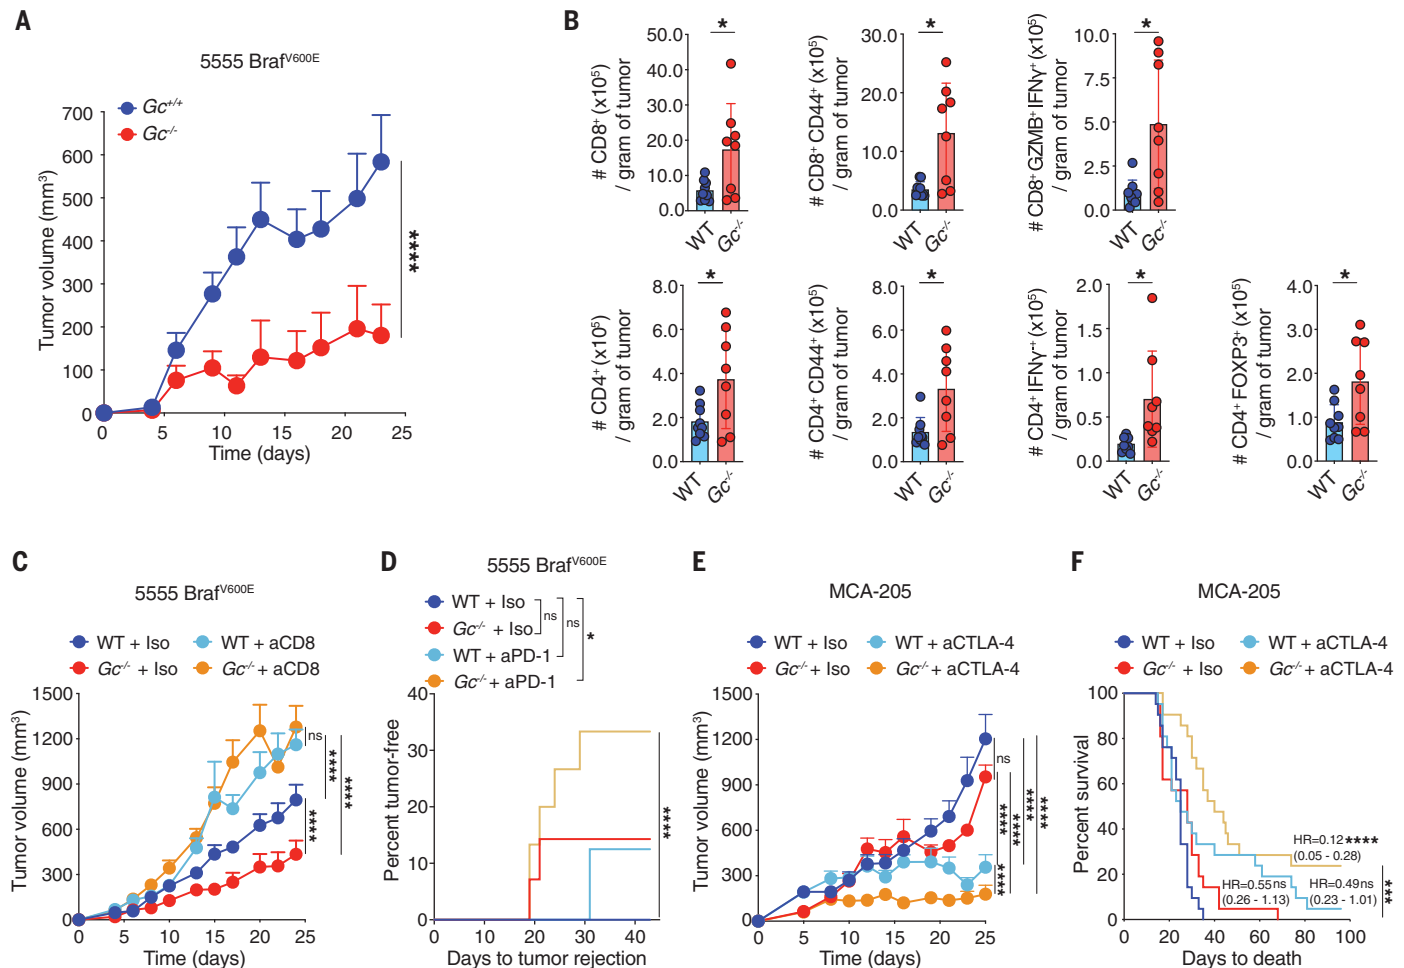 A
5555 Braf^V600E
Gc+/+
Gc-/-
Tumor volume (mm³)
700
600
500
400
300
200
100
0
0 5 10 15 20 25
Time (days)
****
B
# CD8⁺ (x10⁵)
/ gram of tumor
50.0
40.0
30.0
20.0
10.0
0.0
*
WT
Gc-/-
# CD8⁺ CD44⁺ (x10⁵)
/ gram of tumor
30.0
20.0
10.0
0.0
*
WT
Gc-/-
# CD8⁺ GZMB⁺ IFNγ⁺ (x10⁵)
/ gram of tumor
10.0
7.5
5.0
2.5
0.0
*
WT
Gc-/-
# CD4⁺ (x10⁵)
/ gram of tumor
8.0
6.0
4.0
2.0
0.0
*
WT
Gc-/-
# CD4⁺ CD44⁺ (x10⁵)
/ gram of tumor
8.0
6.0
4.0
2.0
0.0
*
WT
Gc-/-
# CD4⁺ IFNγ⁻⁺ (x10⁵)
/ gram of tumor
2.0
1.5
1.0
0.5
0.0
*
WT
Gc-/-
# CD4⁺ FOXP3⁺ (x10⁵)
/ gram of tumor
4.0
3.0
2.0
1.0
0.0
*
WT
Gc-/-
C
5555 Braf^V600E
WT + Iso
WT + aCD8
Gc-/- + Iso
Gc-/- + aCD8
Tumor volume (mm³)
1500
1200
900
600
300
0
0 5 10 15 20 25
Time (days)
ns
****
****
****
D
5555 Braf^V600E
WT + Iso
Gc-/- + Iso
WT + aPD-1
Gc-/- + aPD-1
ns
ns
*
Percent tumor-free
40
30
20
10
0
0 10 20 30 40
Days to tumor rejection
****
E
MCA-205
WT + Iso
WT + aCTLA-4
Gc-/- + Iso
Gc-/- + aCTLA-4
Tumor volume (mm³)
1500
1200
900
600
300
0
0 5 10 15 20 25
Time (days)
ns
****
****
****
****
****
F
MCA-205
WT + Iso
WT + aCTLA-4
Gc-/- + Iso
Gc-/- + aCTLA-4
Percent survival
100
80
60
40
20
0
0 20 40 60 80 100
Days to death
HR=0.12****
(0.05 - 0.28)
HR=0.55 ns
(0.26 - 1.13)
HR=0.49 ns
(0.23 - 1.01)
***